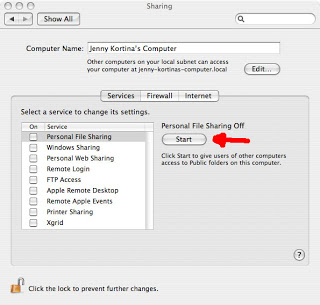 Sharing
Show All
Computer Name: Jenny Kortina's Computer
Other computers on your local subnet can access
your computer at jenny-kortinas-computer.local
Edit...
Services Firewall Internet
Select a service to change its settings.
On Service
Personal File Sharing
Windows Sharing
Personal Web Sharing
Remote Login
FTP Access
Apple Remote Desktop
Remote Apple Events
Printer Sharing
Xgrid
Personal File Sharing Off
Start
Click Start to give users of other computers
access to Public folders on this computer.
?
Click the lock to prevent further changes.